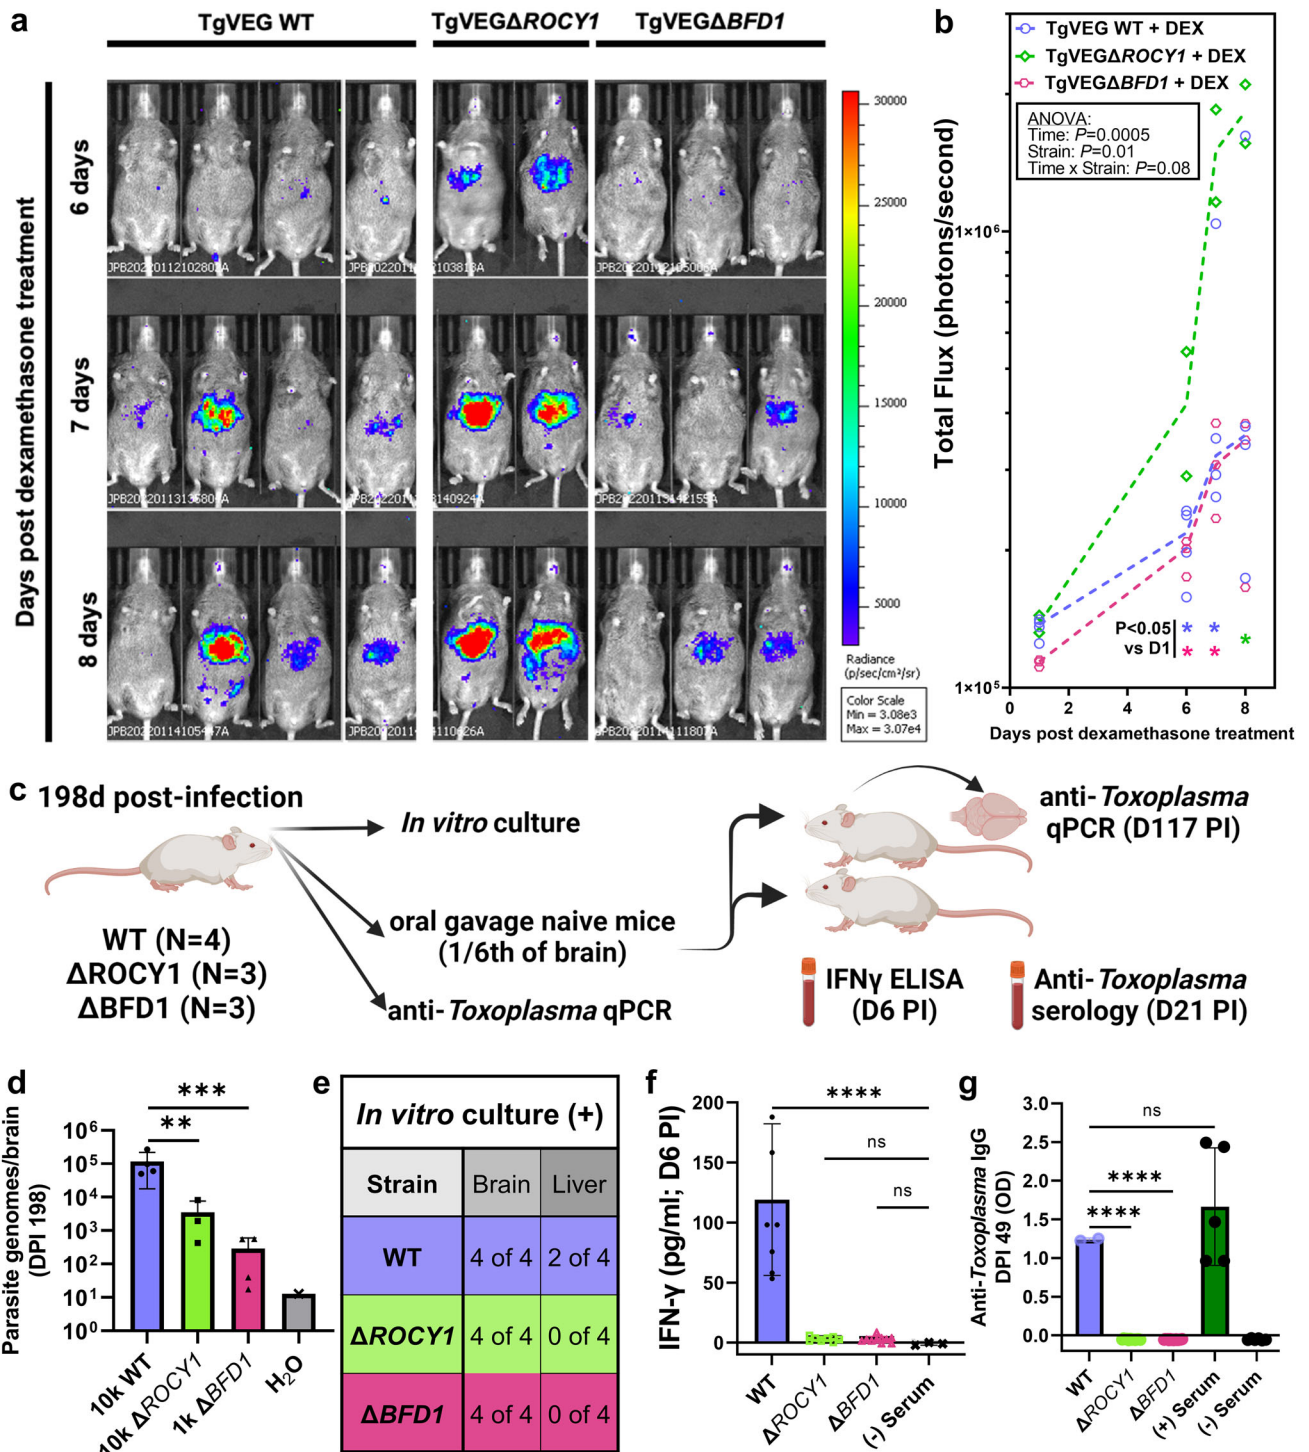 a
TgVEG WT
TgVEGΔROCY1
TgVEGΔBFD1
Days post dexamethasone treatment
6 days
7 days
8 days
JPB20220113135804A
JPB20220114105447A
30000
25000
20000
15000
10000
5000
Radiance
(p/sec/cm²/sr)
Color Scale
Min = 3.08e3
Max = 3.07e4
b
TgVEG WT + DEX
TgVEGΔROCY1 + DEX
TgVEGΔBFD1 + DEX
ANOVA:
Time: P=0.0005
Strain: P=0.01
Time x Strain: P=0.08
Total Flux (photons/second)
1×10⁶
1×10⁵
P<0.05
vs D1
* *
* *
*
0 2 4 6 8
Days post dexamethasone treatment
c
198d post-infection
WT (N=4)
ΔROCY1 (N=3)
ΔBFD1 (N=3)
In vitro culture
oral gavage naive mice
(1/6th of brain)
anti-Toxoplasma qPCR
anti-Toxoplasma
qPCR (D117 PI)
IFNγ ELISA
(D6 PI)
Anti-Toxoplasma
serology (D21 PI)
d
Parasite genomes/brain
(DPI 198)
***
**
10⁶
10⁵
10⁴
10³
10²
10¹
10⁰
10k WT
10k ΔROCY1
1k ΔBFD1
H₂O
e
In vitro culture (+)
Strain Brain Liver
WT 4 of 4 2 of 4
ΔROCY1 4 of 4 0 of 4
ΔBFD1 4 of 4 0 of 4
f
IFN-γ (pg/ml; D6 PI)
200
150
100
50
0
****
ns
ns
WT
ΔROCY1
ΔBFD1
(-) Serum
g
Anti-Toxoplasma IgG
DPI 49 (OD)
3.0
2.5
2.0
1.5
1.0
0.5
0.0
ns
****
****
WT
ΔROCY1
ΔBFD1
(+) Serum
(-) Serum